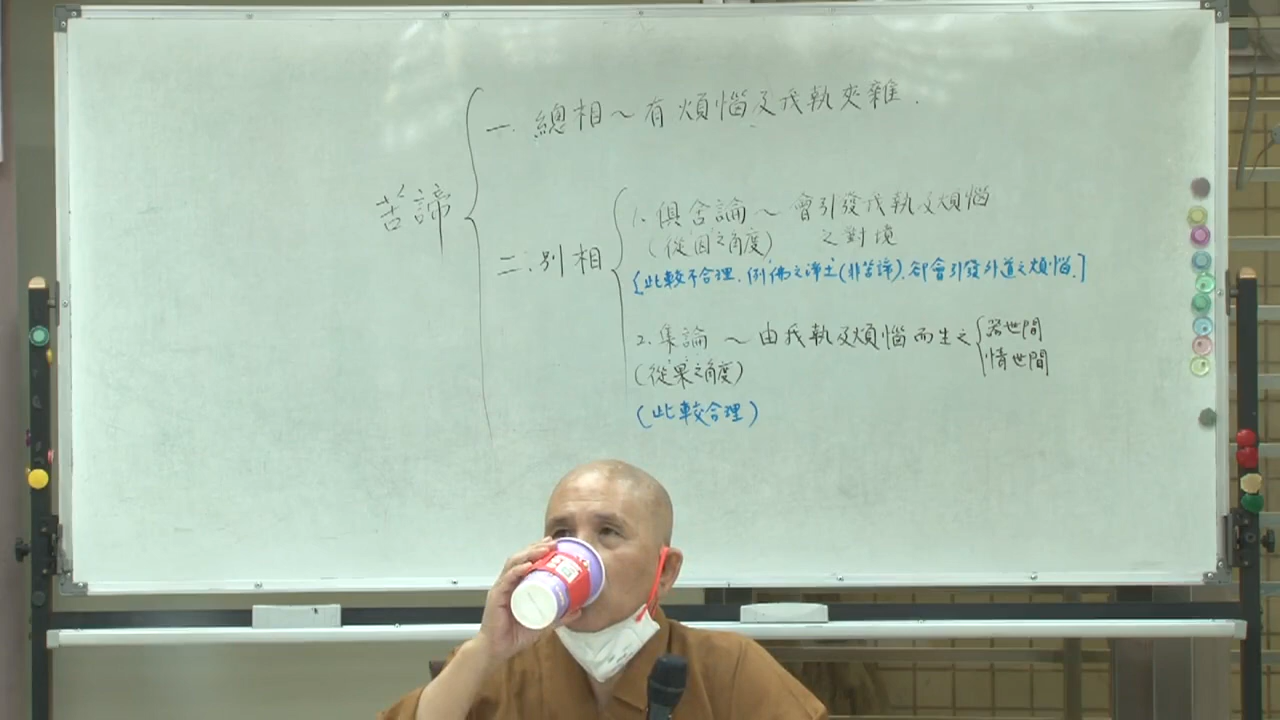 苦諦
一. 總相～有煩惱及我執夾雜.
二. 別相
1. 俱舍論～會引發我執及煩惱
(從"因"之角度) 之對境
[此較不合理.例佛之淨土(非苦諦),卻會引發外道之煩惱.]
2. 集論～由我執及煩惱而生之
器世間
情世間
(從"果"之角度)
(此較合理)